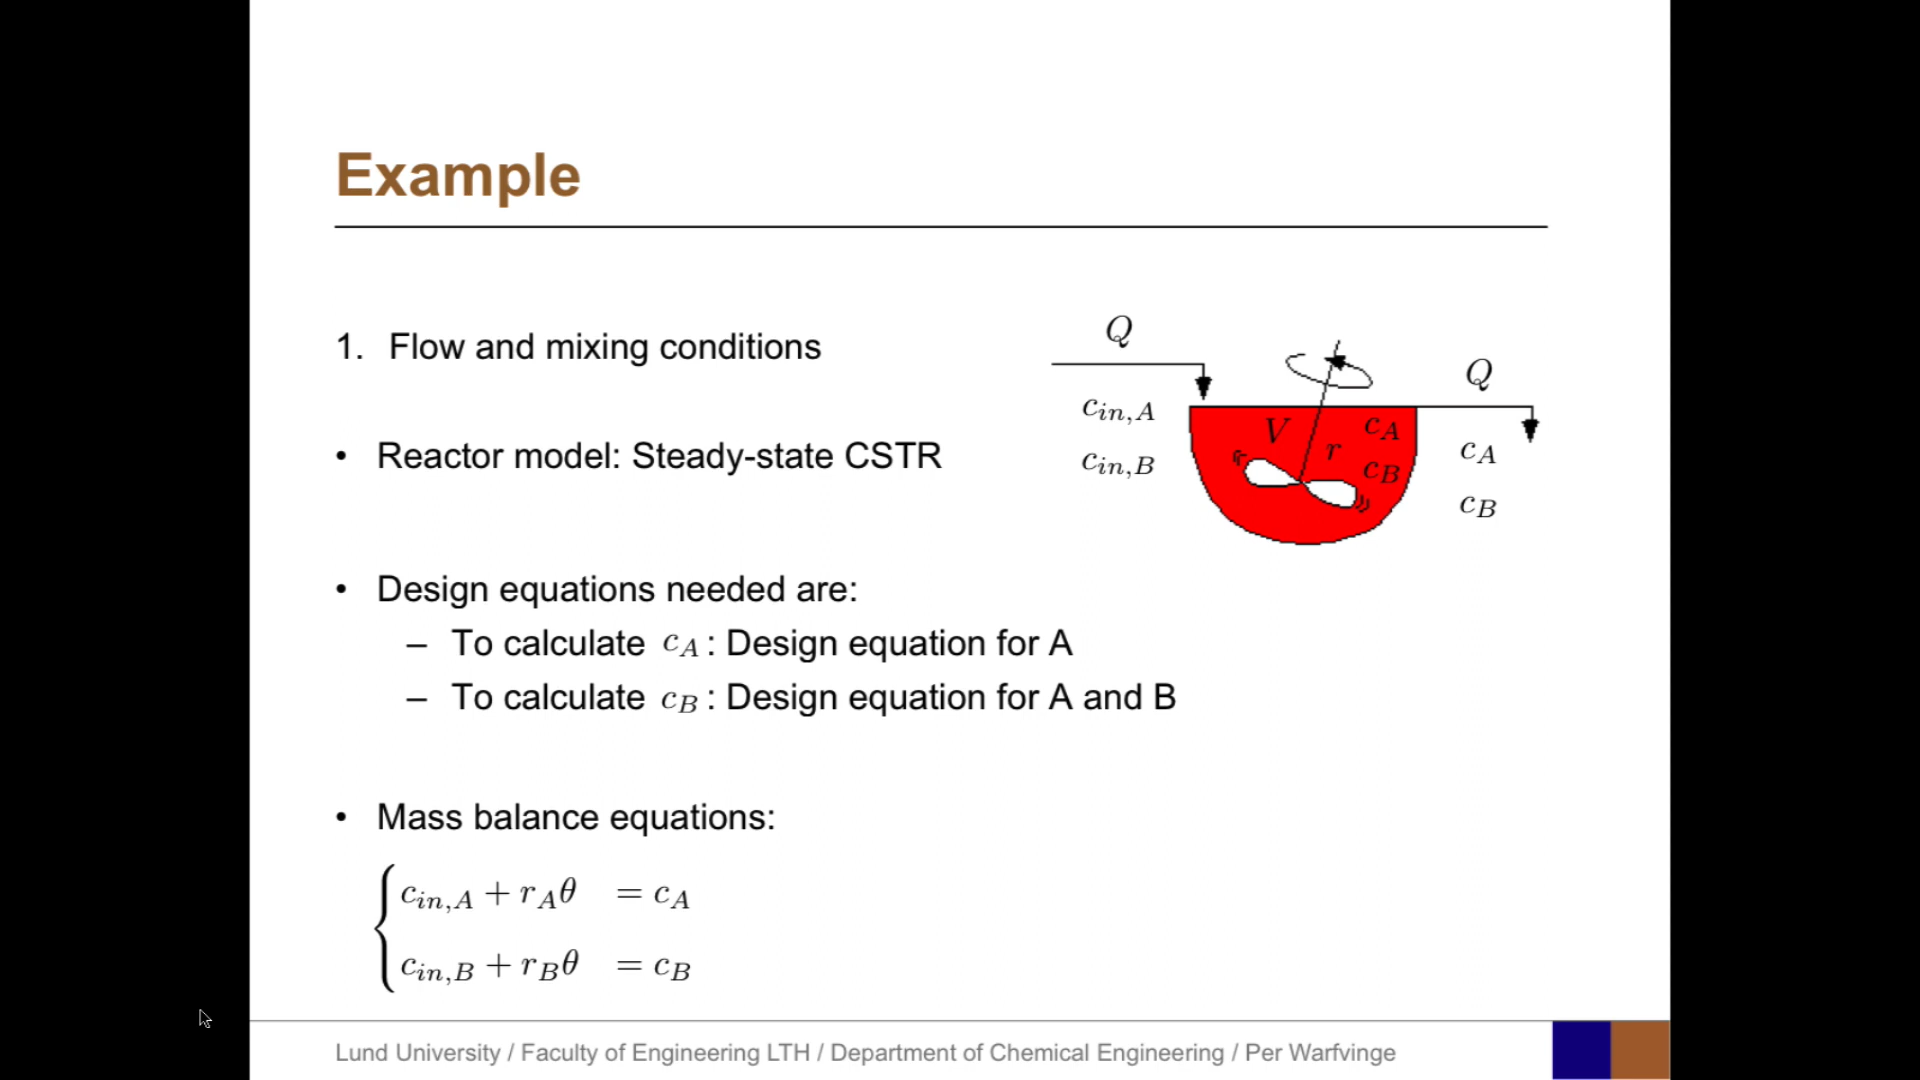 Example
1. Flow and mixing conditions
• Reactor model: Steady-state CSTR
Q
c_{in,A}
c_{in,B}
V
r
c_A
c_B
Q
c_A
c_B
• Design equations needed are:
– To calculate c_A : Design equation for A
– To calculate c_B : Design equation for A and B
• Mass balance equations:
c_{in,A} + r_Aθ = c_A
c_{in,B} + r_Bθ = c_B
Lund University / Faculty of Engineering LTH / Department of Chemical Engineering / Per Warfvinge